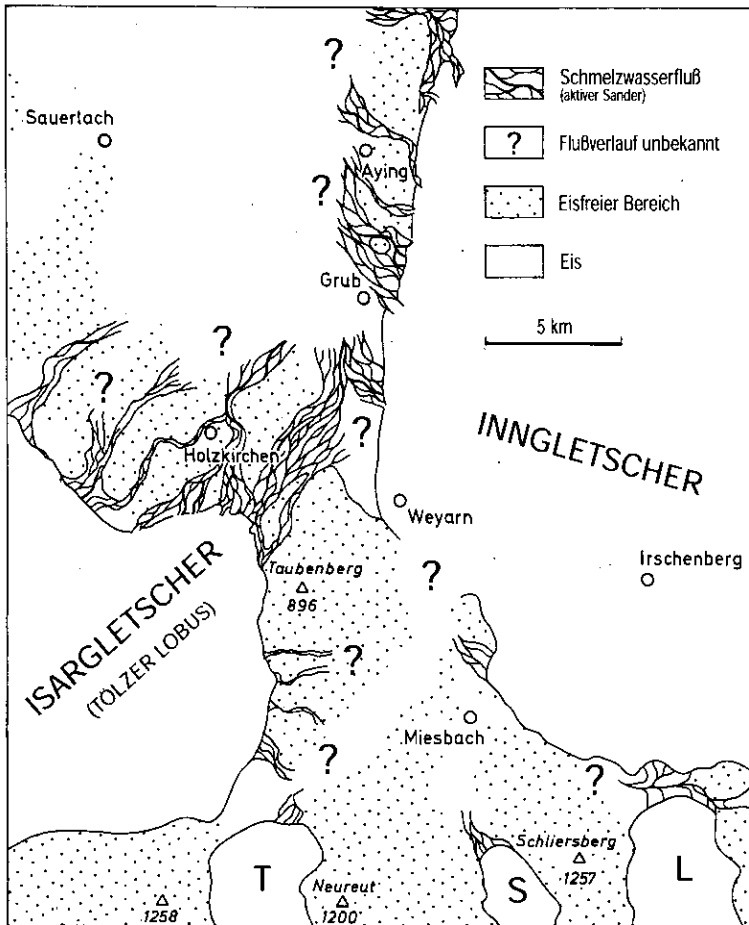 ?
Schmelzwasserfluß
(aktiver Sander)
Sauerlach
?
Flußverlauf unbekannt
Aying
?
Eisfreier Bereich
Eis
Grub
5 km
?
?
INNGLETSCHER
Holzkirchen
?
Weyarn
Irschenberg
?
Taubenberg
896
ISARGLETSCHER
(TÖLZER LOBUS)
?
Miesbach
?
?
Schliersberg
1257
T
S
L
Neureut
1258
1200